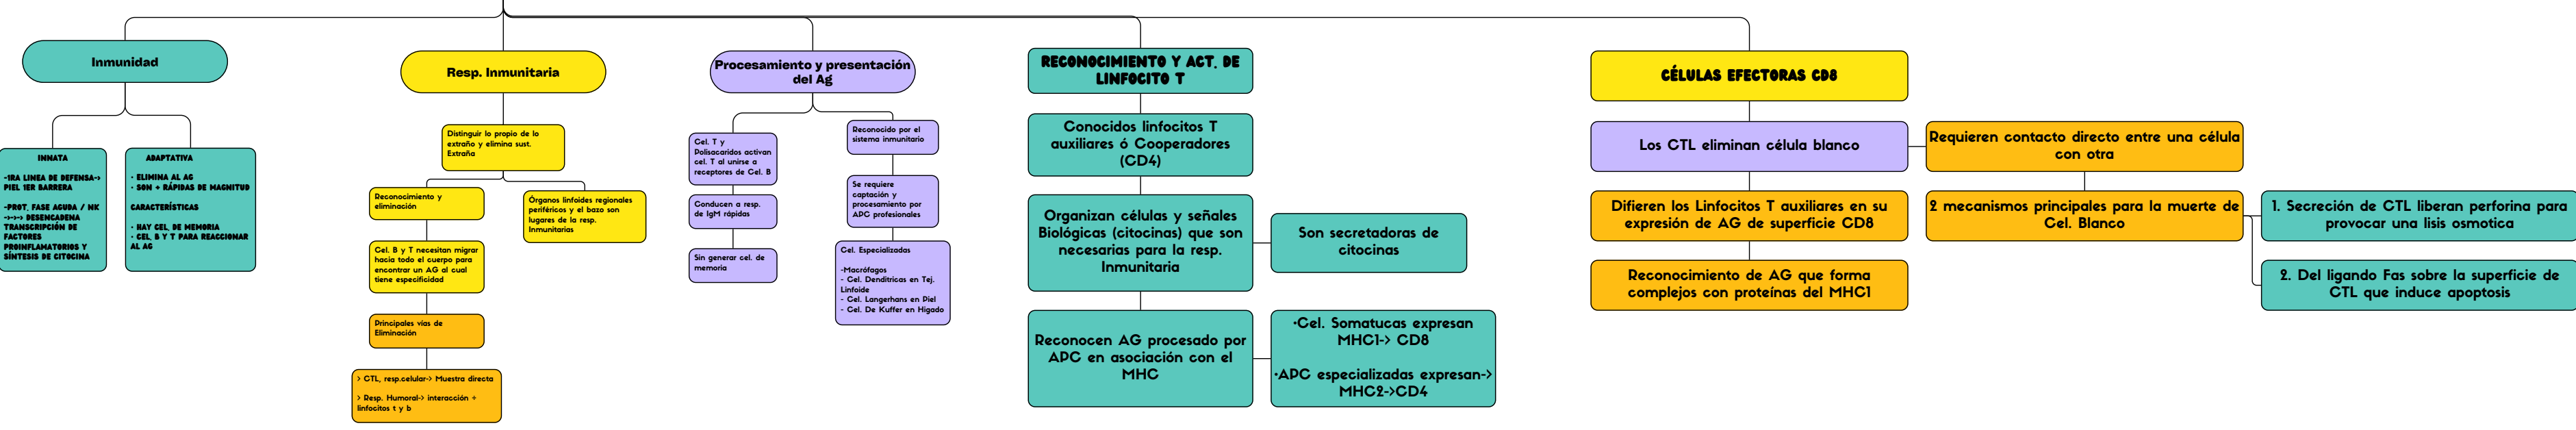 Inmunidad
INNATA
-1RA LINEA DE DEFENSA->
PIEL 1ER BARRERA
-PROT. FASE AGUDA / NK
->->-> DESENCADENA
TRANSCRIPCIÓN DE
FACTORES
PROINFLAMATORIOS Y
SÍNTESIS DE CITOCINA
ADAPTATIVA
• ELIMINA AL AG
• SON + RÁPIDAS DE MAGNITUD
CARACTERÍSTICAS
• HAY CEL. DE MEMORIA
• CEL. B Y T PARA REACCIONAR
AL AG
Resp. Inmunitaria
Distinguir lo propio de lo
extraño y elimina sust.
Extraña
Reconocimiento y
eliminación
Cel. B y T necesitan migrar
hacia todo el cuerpo para
encontrar un AG al cual
tiene especificidad
Principales vías de
Eliminación
> CTL, resp.celular-> Muestra directa
> Resp. Humoral-> interacción ÷
linfocitos t y b
Órganos linfoides regionales
periféricos y el bazo son
lugares de la resp.
Inmunitarias
Procesamiento y presentación
del Ag
Cel. T y
Polisacaridos activan
cel. T al unirse a
receptores de Cel. B
Conducen a resp.
de IgM rápidas
Sin generar cel. de
memoria
Reconocido por el
sistema inmunitario
Se requiere
captación y
procesamiento por
APC profesionales
Cel. Especializadas
-Macrófagos
- Cel. Denditricas en Tej.
Linfoide
- Cel. Langerhans en Piel
- Cel. De Kuffer en Higado
RECONOCIMIENTO Y ACT. DE
LINFOCITO T
Conocidos linfocitos T
auxiliares ó Cooperadores
(CD4)
Organizan células y señales
Biológicas (citocinas) que son
necesarias para la resp.
Inmunitaria
Son secretadoras de
citocinas
Reconocen AG procesado por
APC en asociación con el
MHC
•Cel. Somatucas expresan
MHC1-> CD8
•APC especializadas expresan->
MHC2->CD4
CÉLULAS EFECTORAS CD8
Los CTL eliminan célula blanco
Difieren los Linfocitos T auxiliares en su
expresión de AG de superficie CD8
Reconocimiento de AG que forma
complejos con proteínas del MHC1
Requieren contacto directo entre una célula
con otra
2 mecanismos principales para la muerte de
Cel. Blanco
1. Secreción de CTL liberan perforina para
provocar una lisis osmotica
2. Del ligando Fas sobre la superficie de
CTL que induce apoptosis